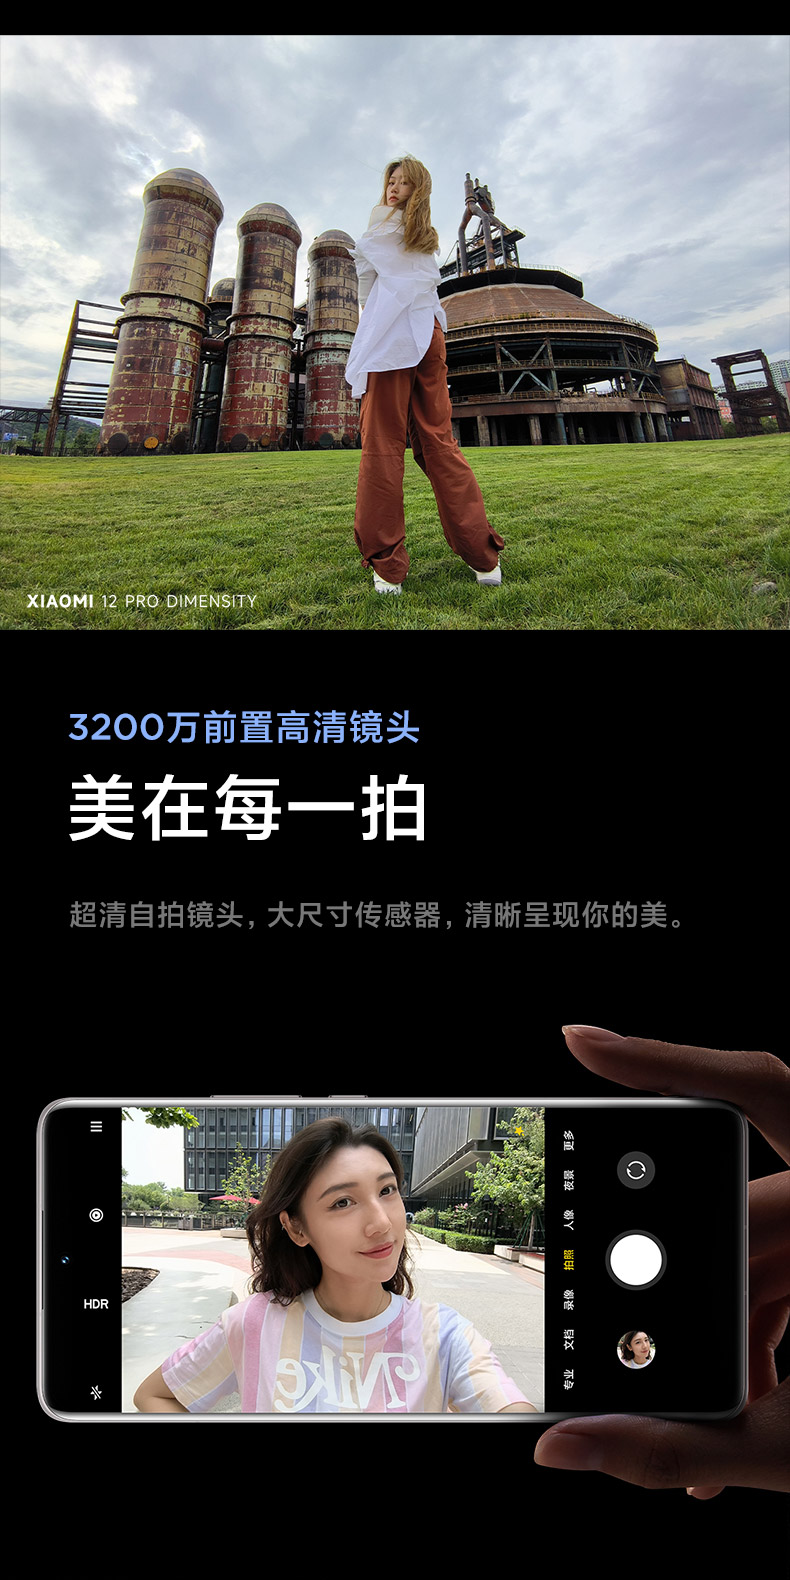 XIAOMI 12 PRO DIMENSITY
3200万前置高清镜头
美在每一拍
超清自拍镜头，大尺寸传感器，清晰呈现你的美。
HDR
更多
夜景
人像
拍照
录像
文档
专业
Nike